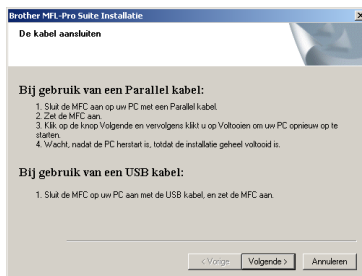 Brother MFL-Pro Suite Installatie
De kabel aansluiten
Bij gebruik van een Parallel kabel:
1. Sluit de MFC aan op uw PC met een Parallel kabel.
2. Zet de MFC aan.
3. Klik op de knop Volgende en vervolgens klikt u op Voltooien om uw PC opnieuw op te
starten.
4. Wacht, nadat de PC herstart is, totdat de installatie geheel voltooid is.
Bij gebruik van een USB kabel:
1. Sluit de MFC op uw PC aan met de USB kabel, en zet de MFC aan.
< Vorige Volgende > Annuleren